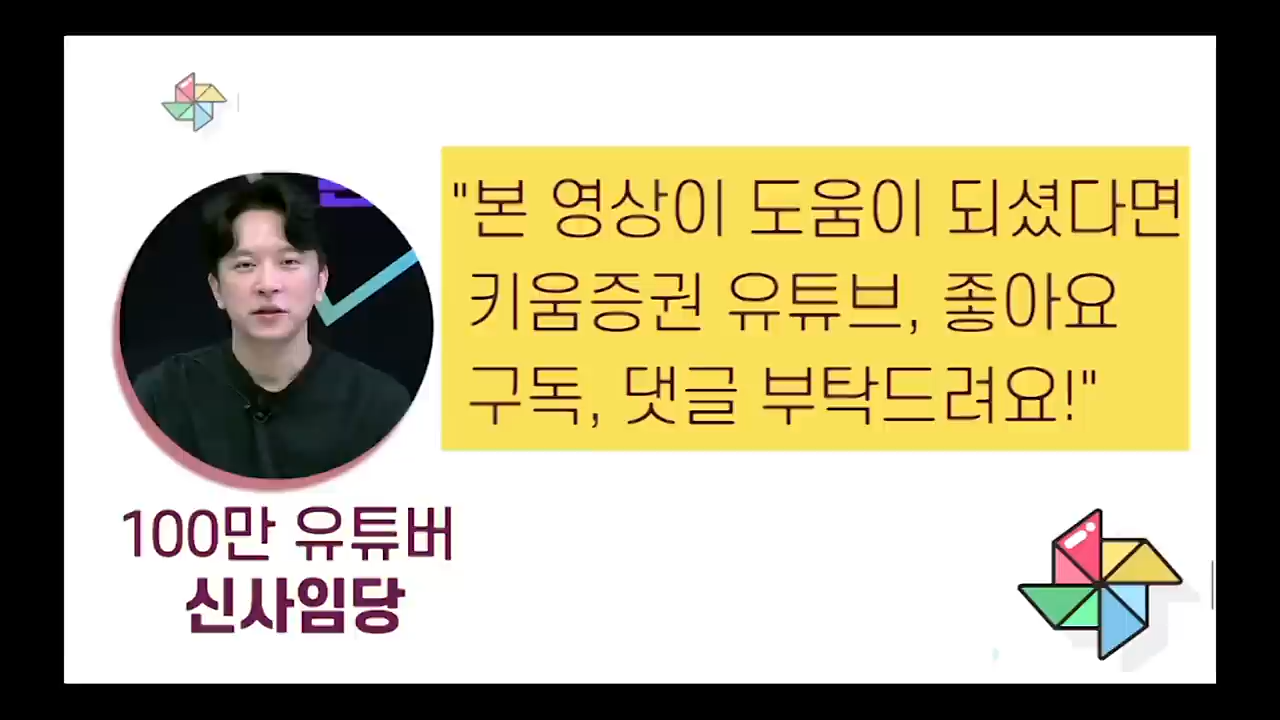 "본 영상이 도움이 되셨다면
키움증권 유튜브, 좋아요
구독, 댓글 부탁드려요!"
100만 유튜버
신사임당